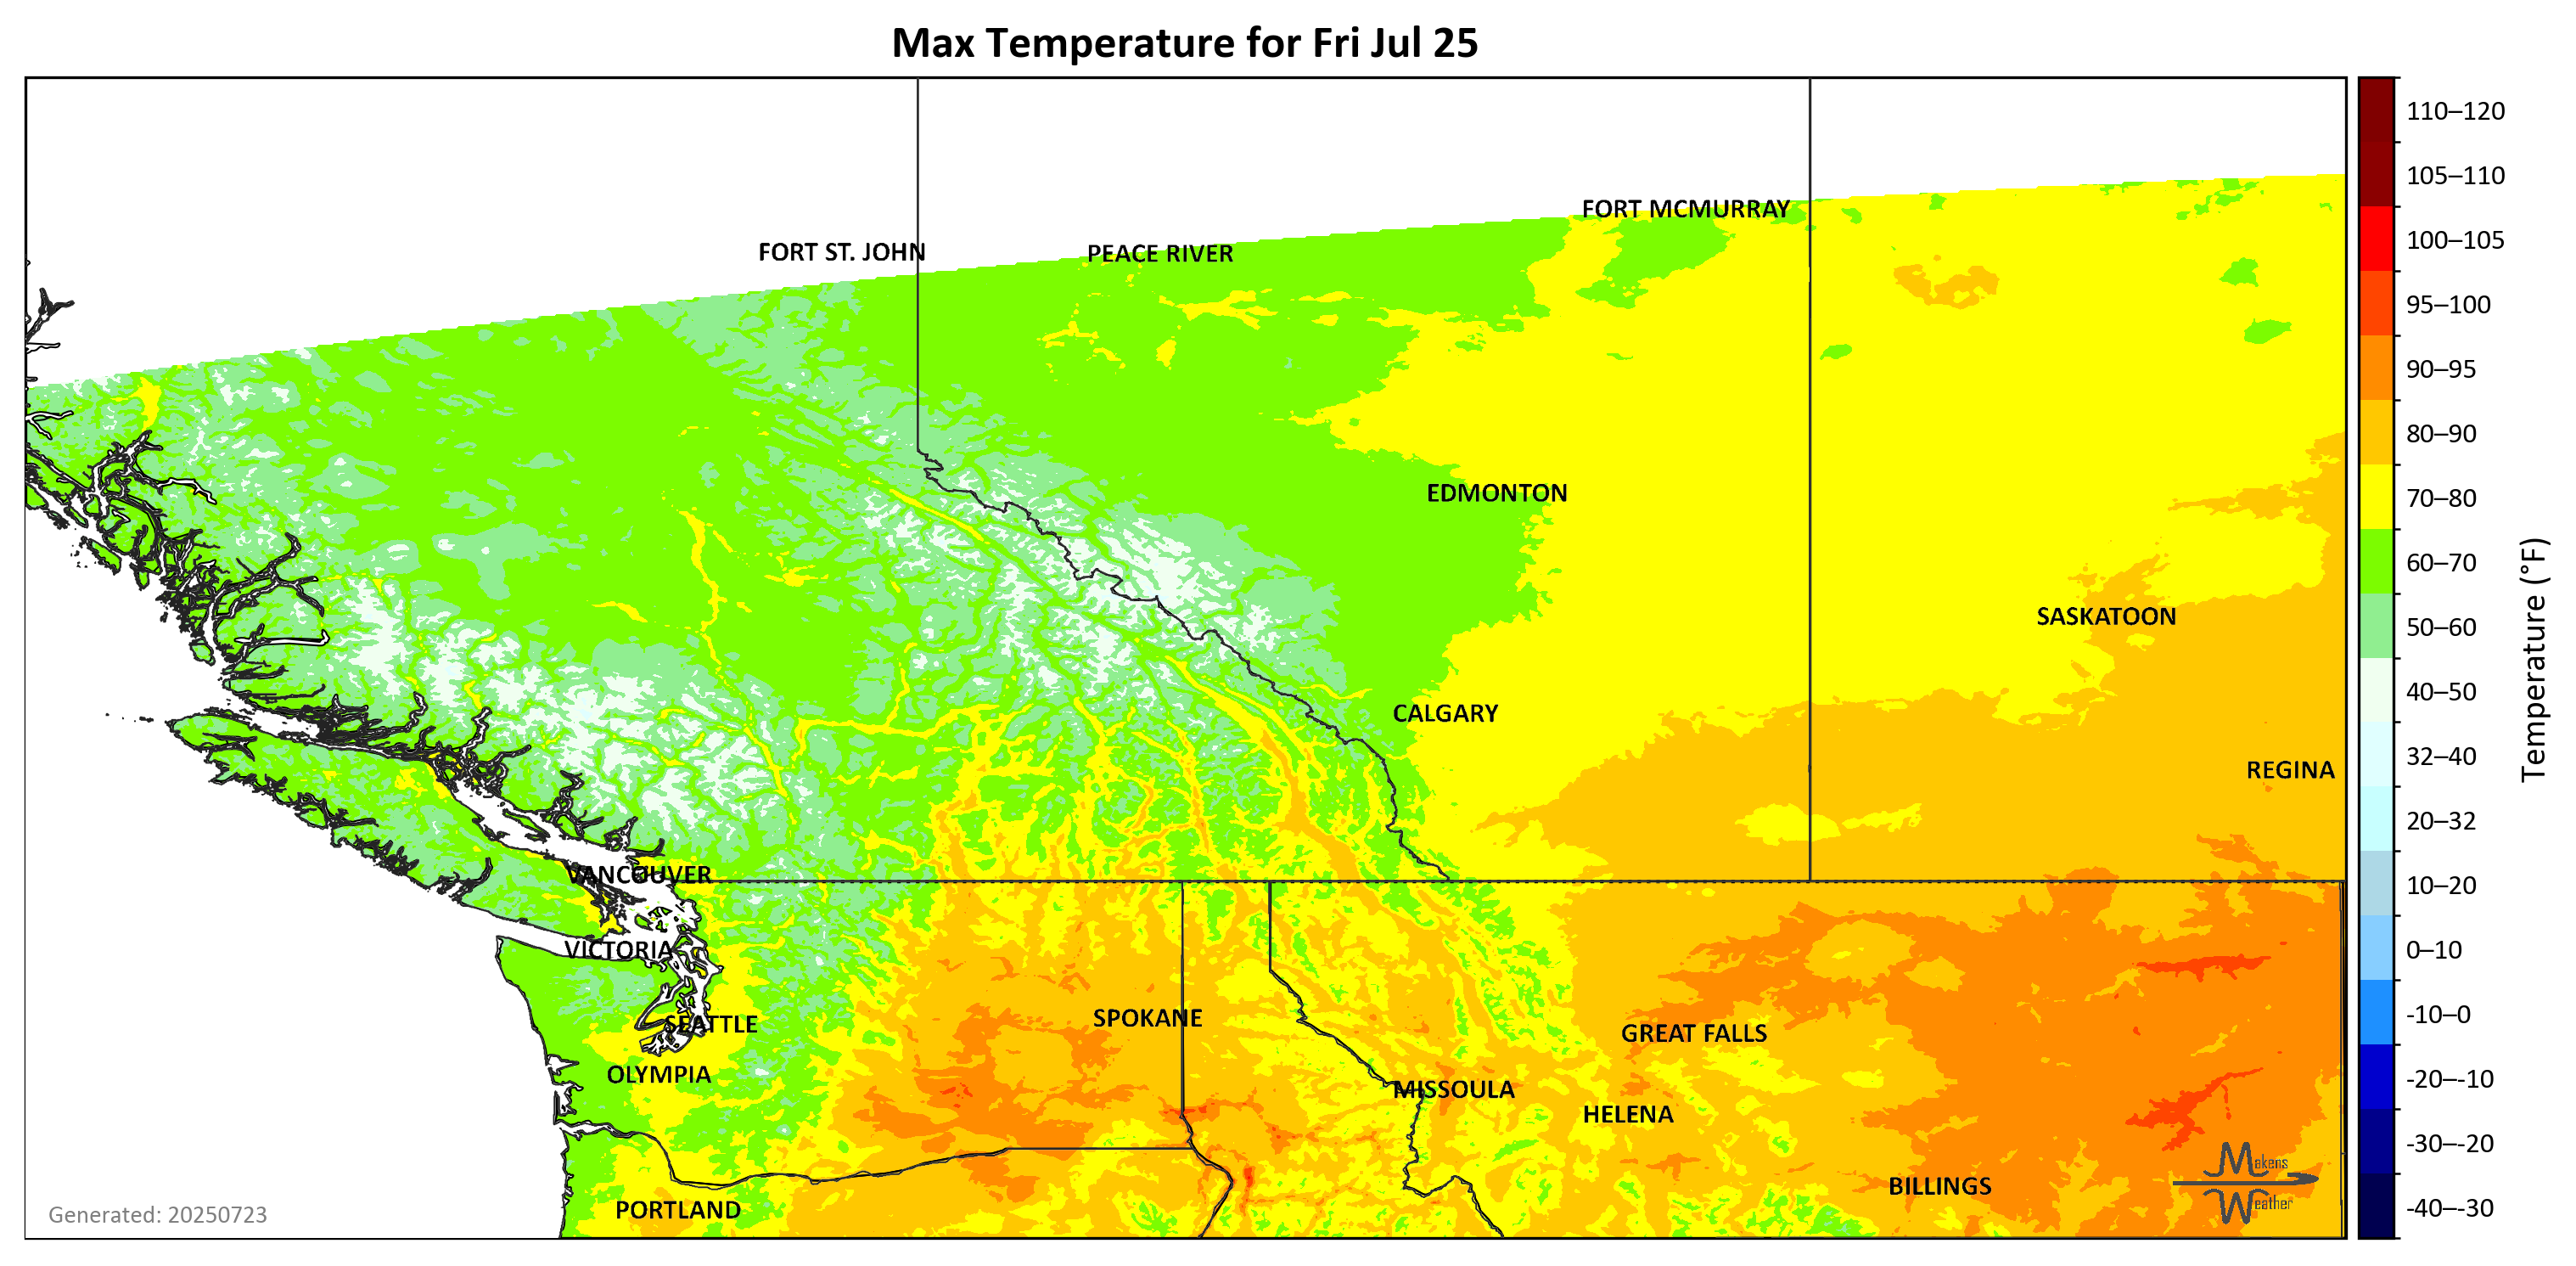 Max Temperature for Fri Jul 25
FORT MCMURRAY
FORT ST. JOHN
PEACE RIVER
EDMONTON
SASKATOON
CALGARY
REGINA
VANCOUVER
VICTORIA
SEATTLE
SPOKANE
GREAT FALLS
OLYMPIA
MISSOULA
HELENA
BILLINGS
PORTLAND
Makens
Weather
Generated: 20250723
110–120
105–110
100–105
95–100
90–95
80–90
70–80
60–70
50–60
40–50
32–40
20–32
10–20
0–10
-10–0
-20–-10
-30–-20
-40–-30
Temperature (°F)